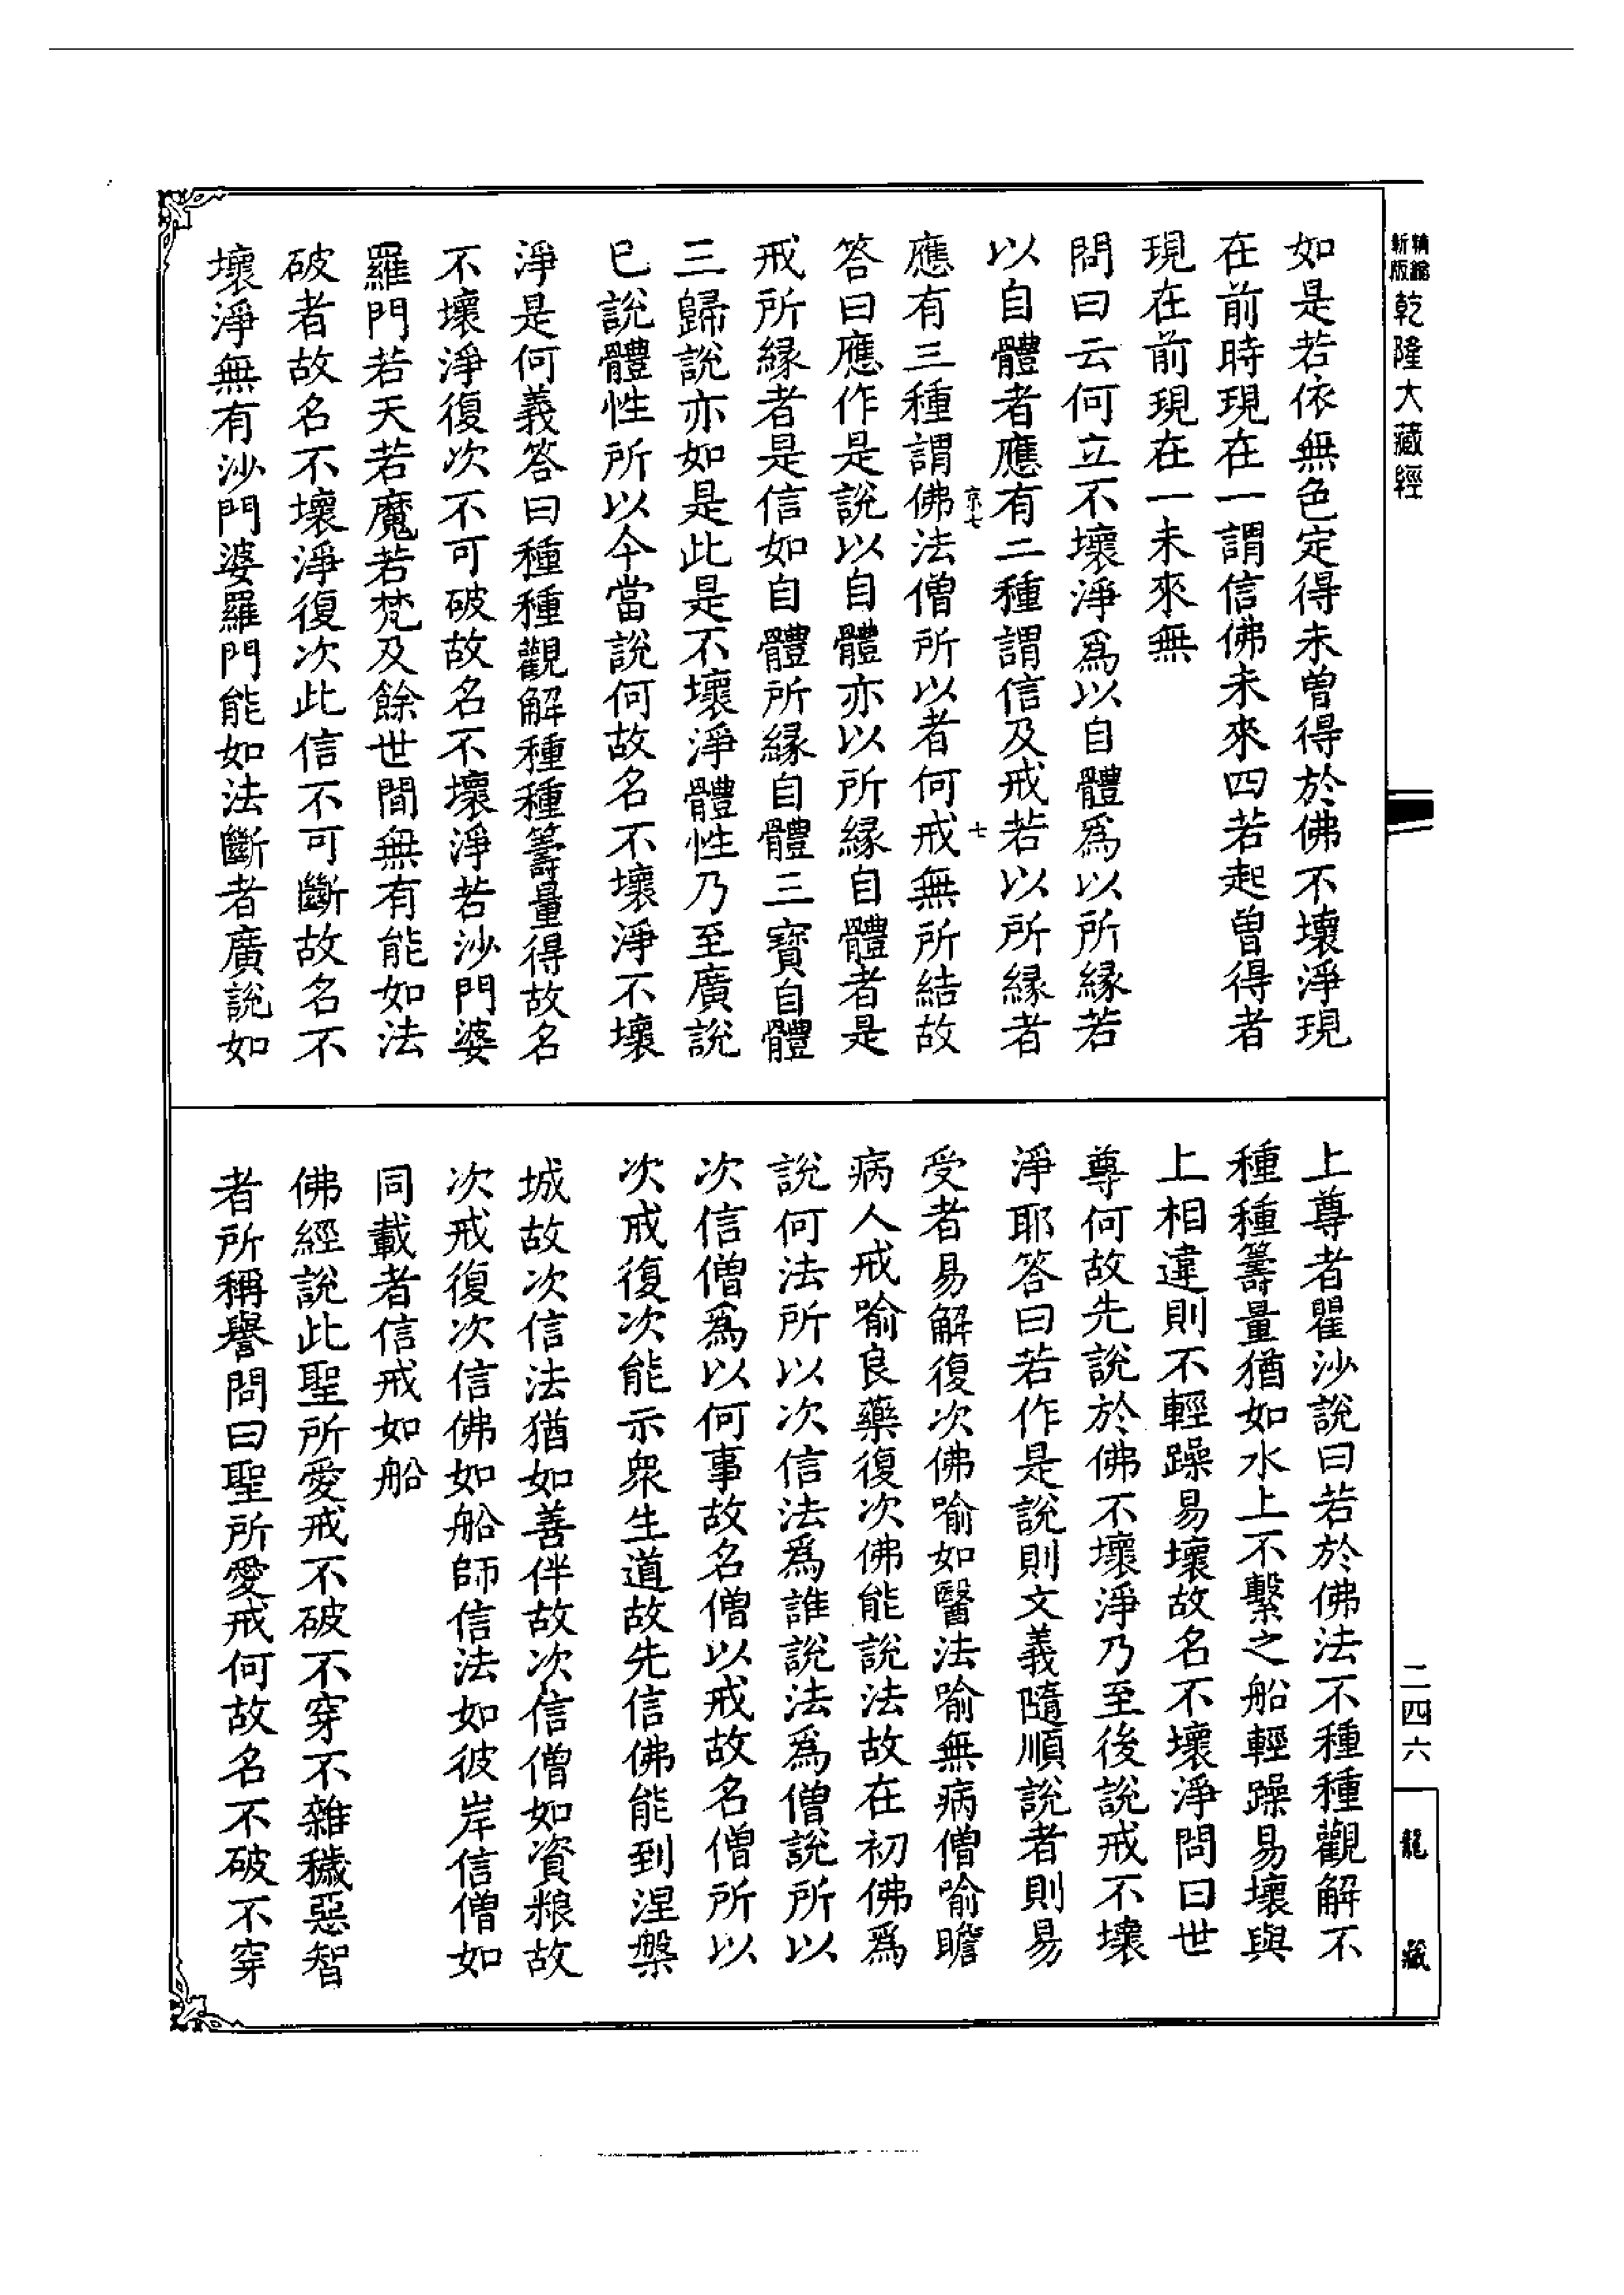 新版精縮乾隆大藏經
如是若依無色定得未曾得於佛不壞淨現
在前時現在一謂信佛未來四若起曾得者
現在前現在一未來無
問曰云何立不壞淨爲以自體爲以所緣若
以自體者應有二種謂信及戒若以所緣者
京七
七
應有三種謂佛法僧所以者何戒無所結故
答曰應作是說以自體亦以所緣自體者是
戒所緣者是信如自體所緣自體三寶自體
三歸說亦如是此是不壞淨體性乃至廣說
已說體性所以今當說何故名不壞淨不壞
淨是何義答曰種種觀解種種籌量得故名
不壞淨復次不可破故名不壞淨若沙門婆
羅門若天若魔若梵及餘世間無有能如法
破者故名不壞淨復次此信不可斷故名不
壞淨無有沙門婆羅門能如法斷者廣說如
上尊者瞿沙說曰若於佛法不種種觀解不
種種籌量猶如水上不繫之船輕躁易壞與
上相違則不輕躁易壞故名不壞淨問曰世
尊何故先說於佛不壞淨乃至後說戒不壞
淨耶答曰若作是說則文義隨順說者則易
受者易解復次佛喻如醫法喻無病僧喻瞻
病人戒喻良藥復次佛能說法故在初佛爲
說何法所以次信法爲誰說法爲僧說所以
次信僧爲以何事故名僧以戒故名僧所以
次戒復次能示衆生道故先信佛能到涅槃
城故次信法猶如善伴故次信僧如資粮故
次戒復次信佛如船師信法如彼岸信僧如
同載者信戒如船
佛經說此聖所愛戒不破不穿不雜穢惡智
者所稱譽問曰聖所愛戒何故名不破不穿
二四六
龍藏